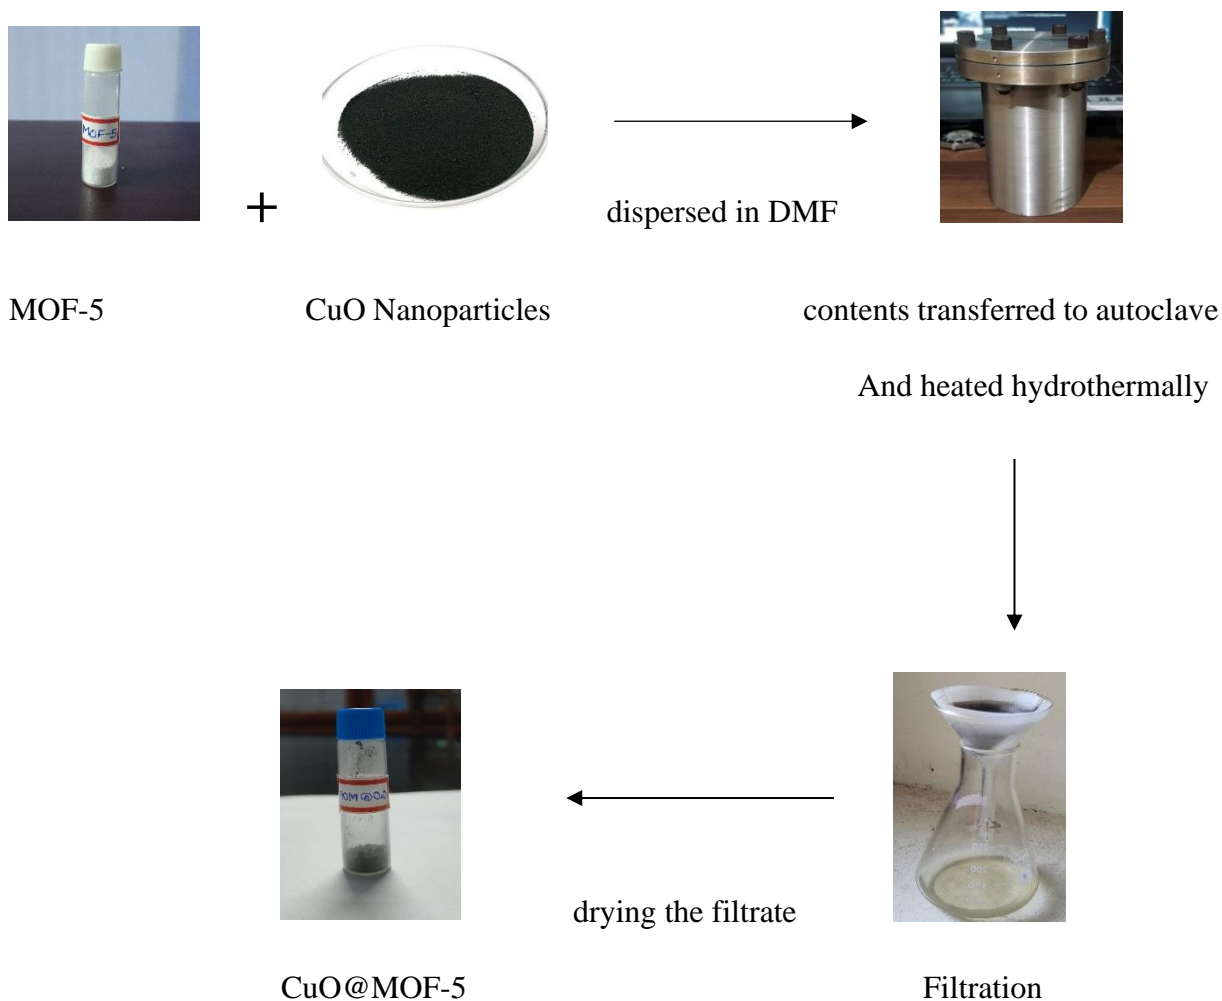 MOF-5
+
dispersed in DMF
MOF-5
CuO Nanoparticles
contents transferred to autoclave
And heated hydrothermally
drying the filtrate
CuO@MOF-5
Filtration